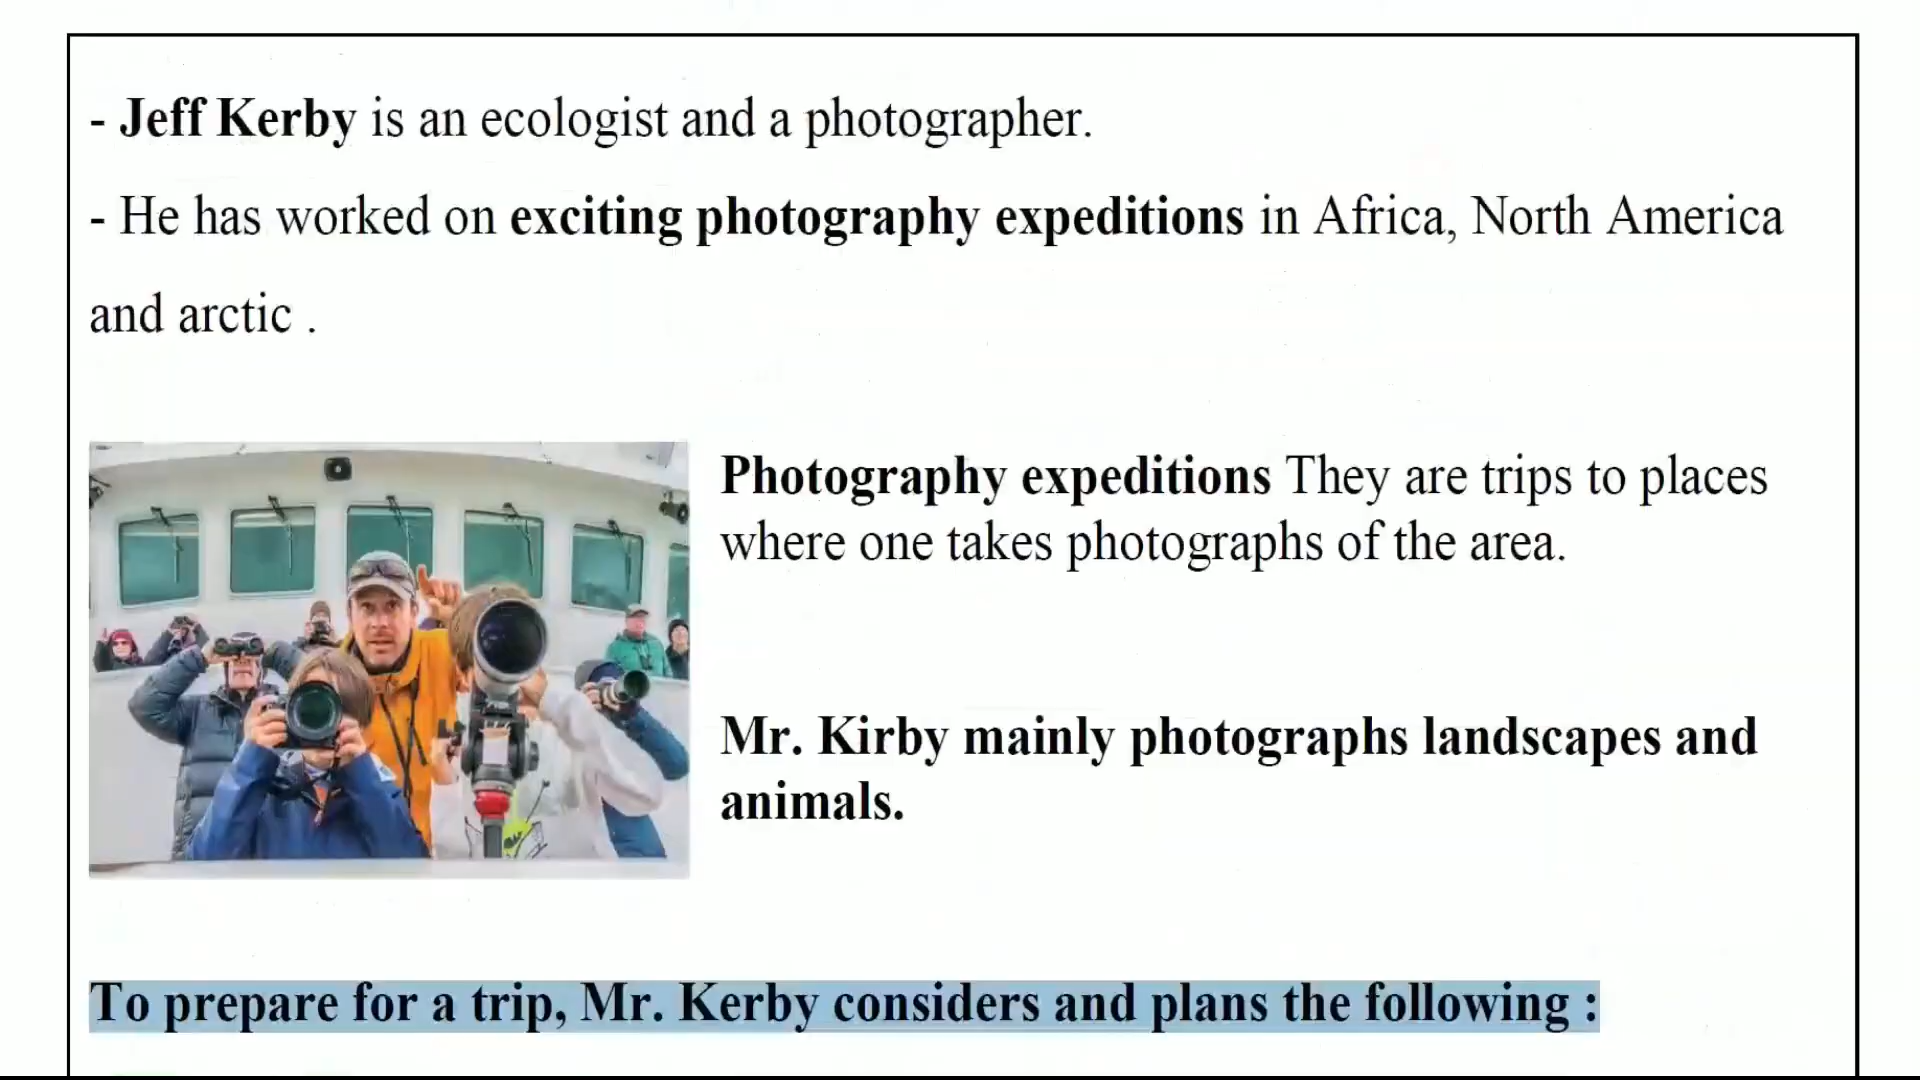 - Jeff Kerby is an ecologist and a photographer.
- He has worked on exciting photography expeditions in Africa, North America
and arctic .
Photography expeditions They are trips to places
where one takes photographs of the area.
Mr. Kirby mainly photographs landscapes and
animals.
To prepare for a trip, Mr. Kerby considers and plans the following :